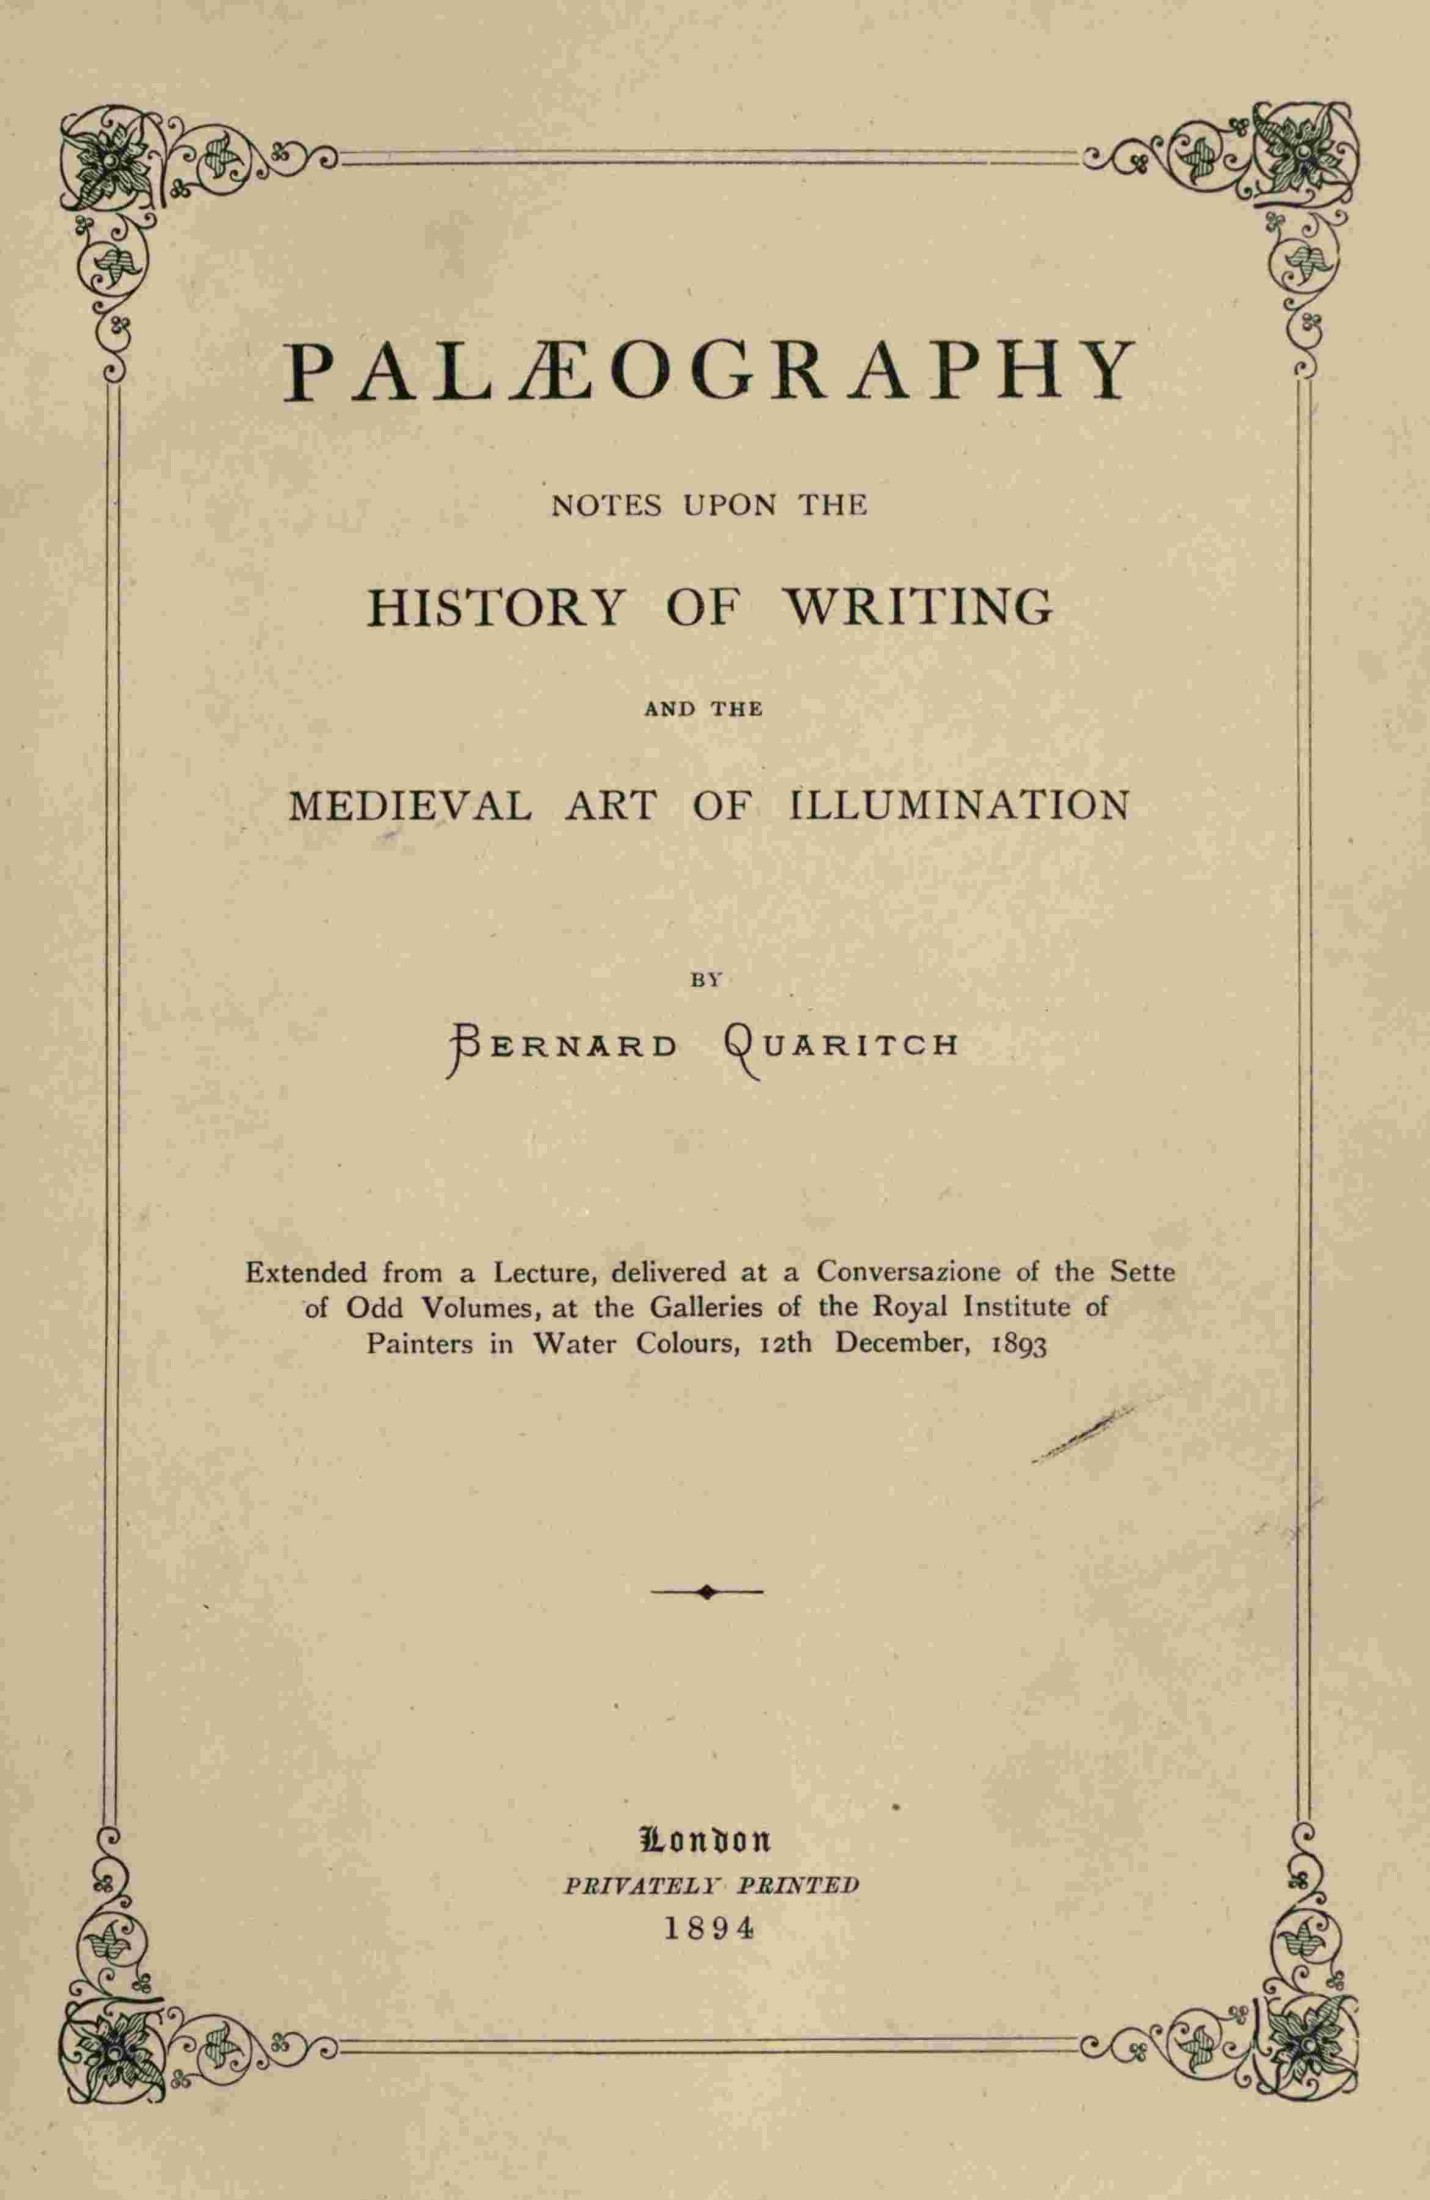 PALÆOGRAPHY
NOTES UPON THE
HISTORY OF WRITING
AND THE
MEDIEVAL ART OF ILLUMINATION
BY
BERNARD QUARITCH
Extended from a Lecture, delivered at a Conversazione of the Sette
of Odd Volumes, at the Galleries of the Royal Institute of
Painters in Water Colours, 12th December, 1893
London
PRIVATELY PRINTED
1894